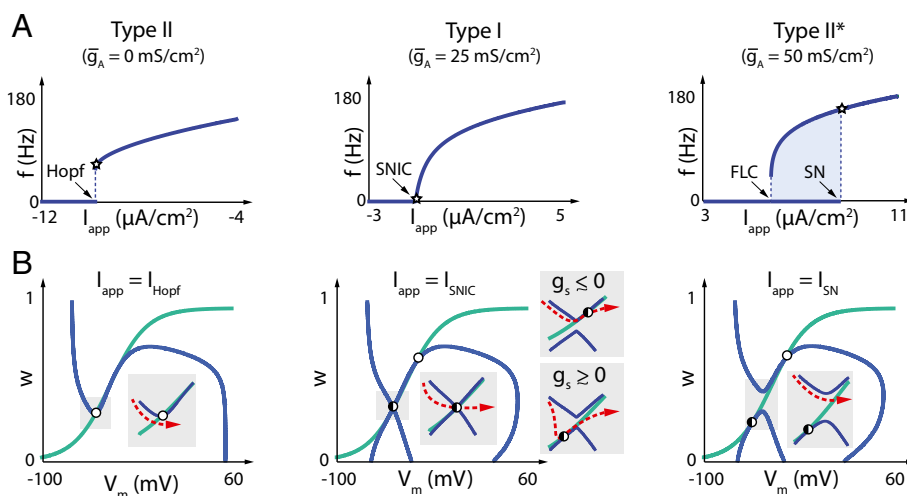 A
Type II
(ḡA = 0 mS/cm²)
180
f (Hz)
Hopf
0
-12
Iapp (µA/cm²)
-4
Type I
(ḡA = 25 mS/cm²)
180
f (Hz)
SNIC
0
-3
Iapp (µA/cm²)
5
Type II*
(ḡA = 50 mS/cm²)
180
f (Hz)
FLC
SN
0
3
Iapp (µA/cm²)
11
B
Iapp = IHopf
1
w
0
-100
Vm (mV)
60
Iapp = ISNIC
1
w
0
-100
Vm (mV)
60
gs ≲ 0
gs ≳ 0
Iapp = ISN
1
w
0
-100
Vm (mV)
60